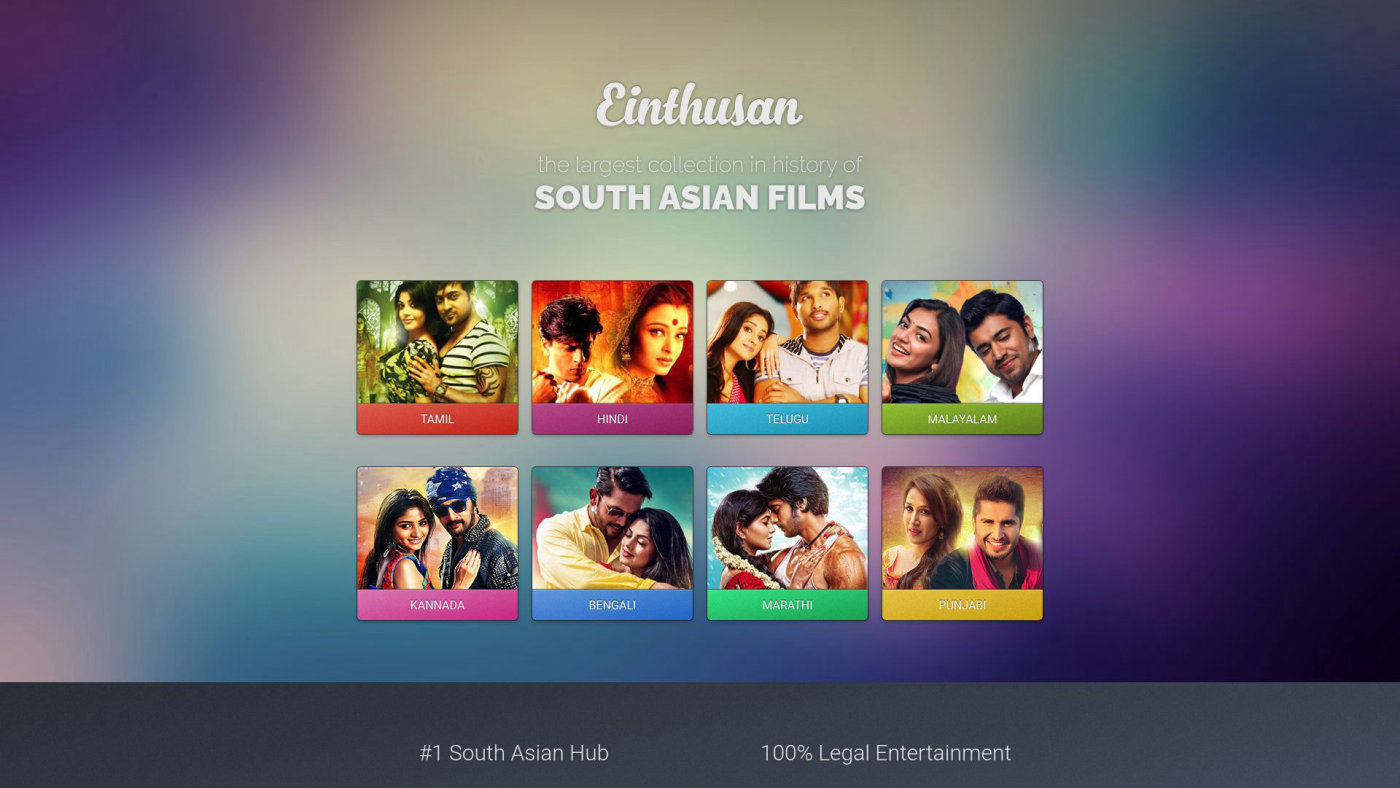 Einthusan
the largest collection in history of
SOUTH ASIAN FILMS
TAMIL
HINDI
TELUGU
MALAYALAM
KANNADA
BENGALI
MARATHI
PUNJABI
#1 South Asian Hub
100% Legal Entertainment